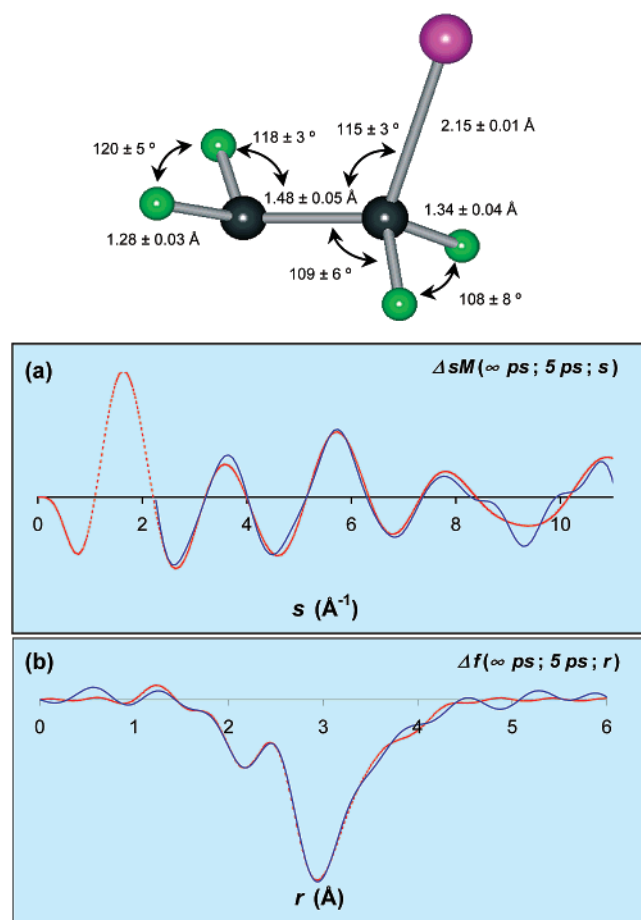 120 ± 5 º
118 ± 3 º
115 ± 3 º
2.15 ± 0.01 Å
1.48 ± 0.05 Å
1.34 ± 0.04 Å
1.28 ± 0.03 Å
109 ± 6 º
108 ± 8 º
(a)
ΔsM(∞ ps; 5 ps; s)
0 2 4 6 8 10
s (Å⁻¹)
(b)
Δf(∞ ps; 5 ps; r)
0 1 2 3 4 5 6
r (Å)